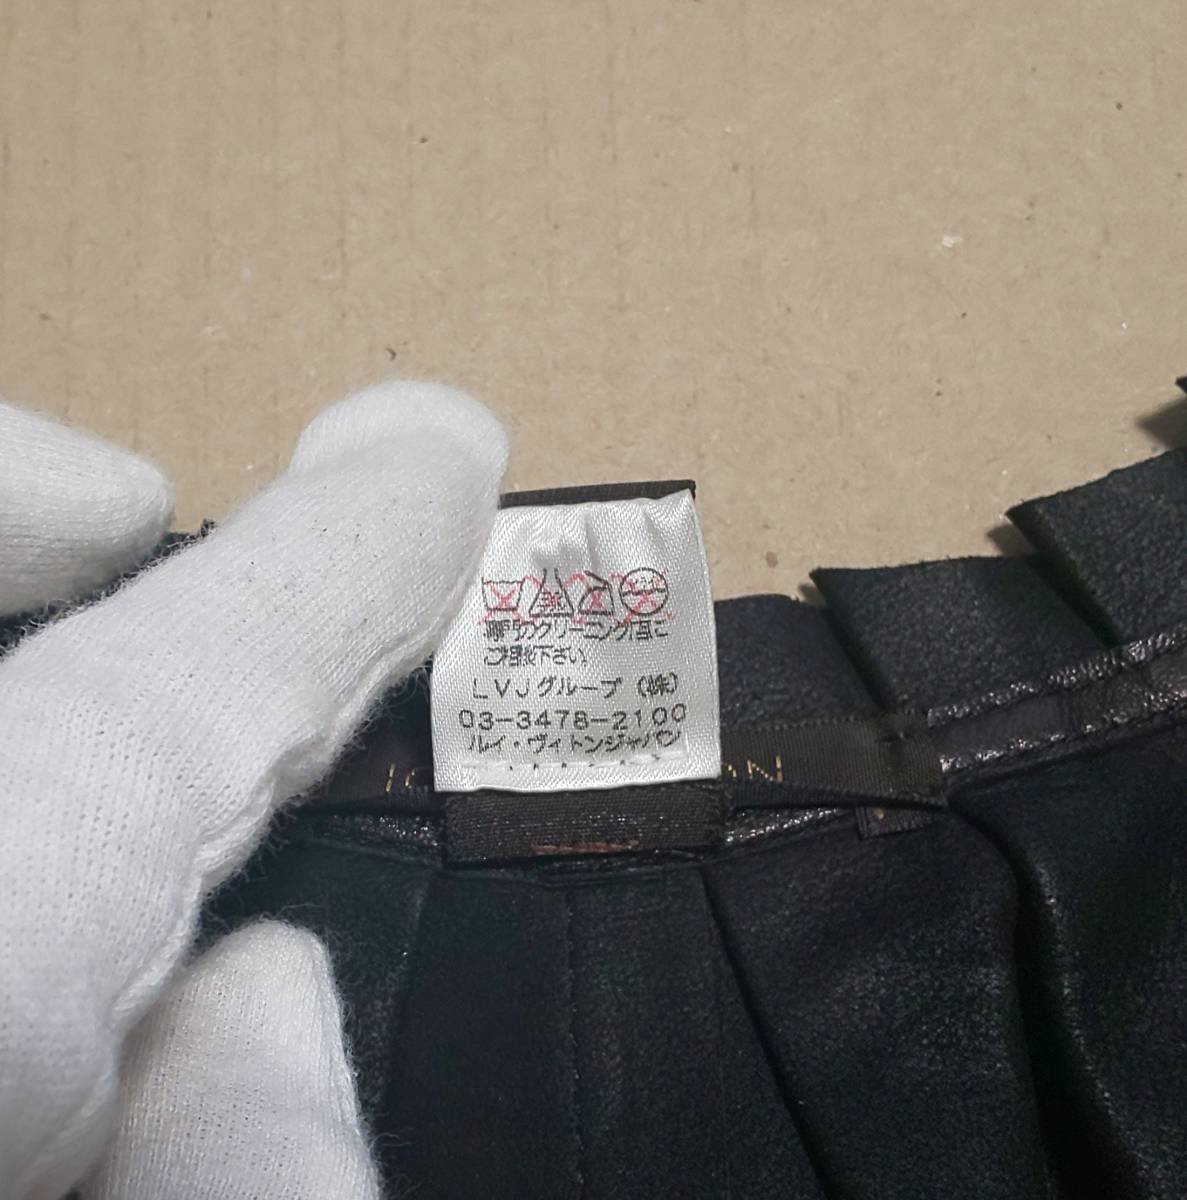 専門のクリーニング店に
ご相談下さい。
LVJグループ(株)
03-3478-2100
ルイ・ヴィトンジャパン